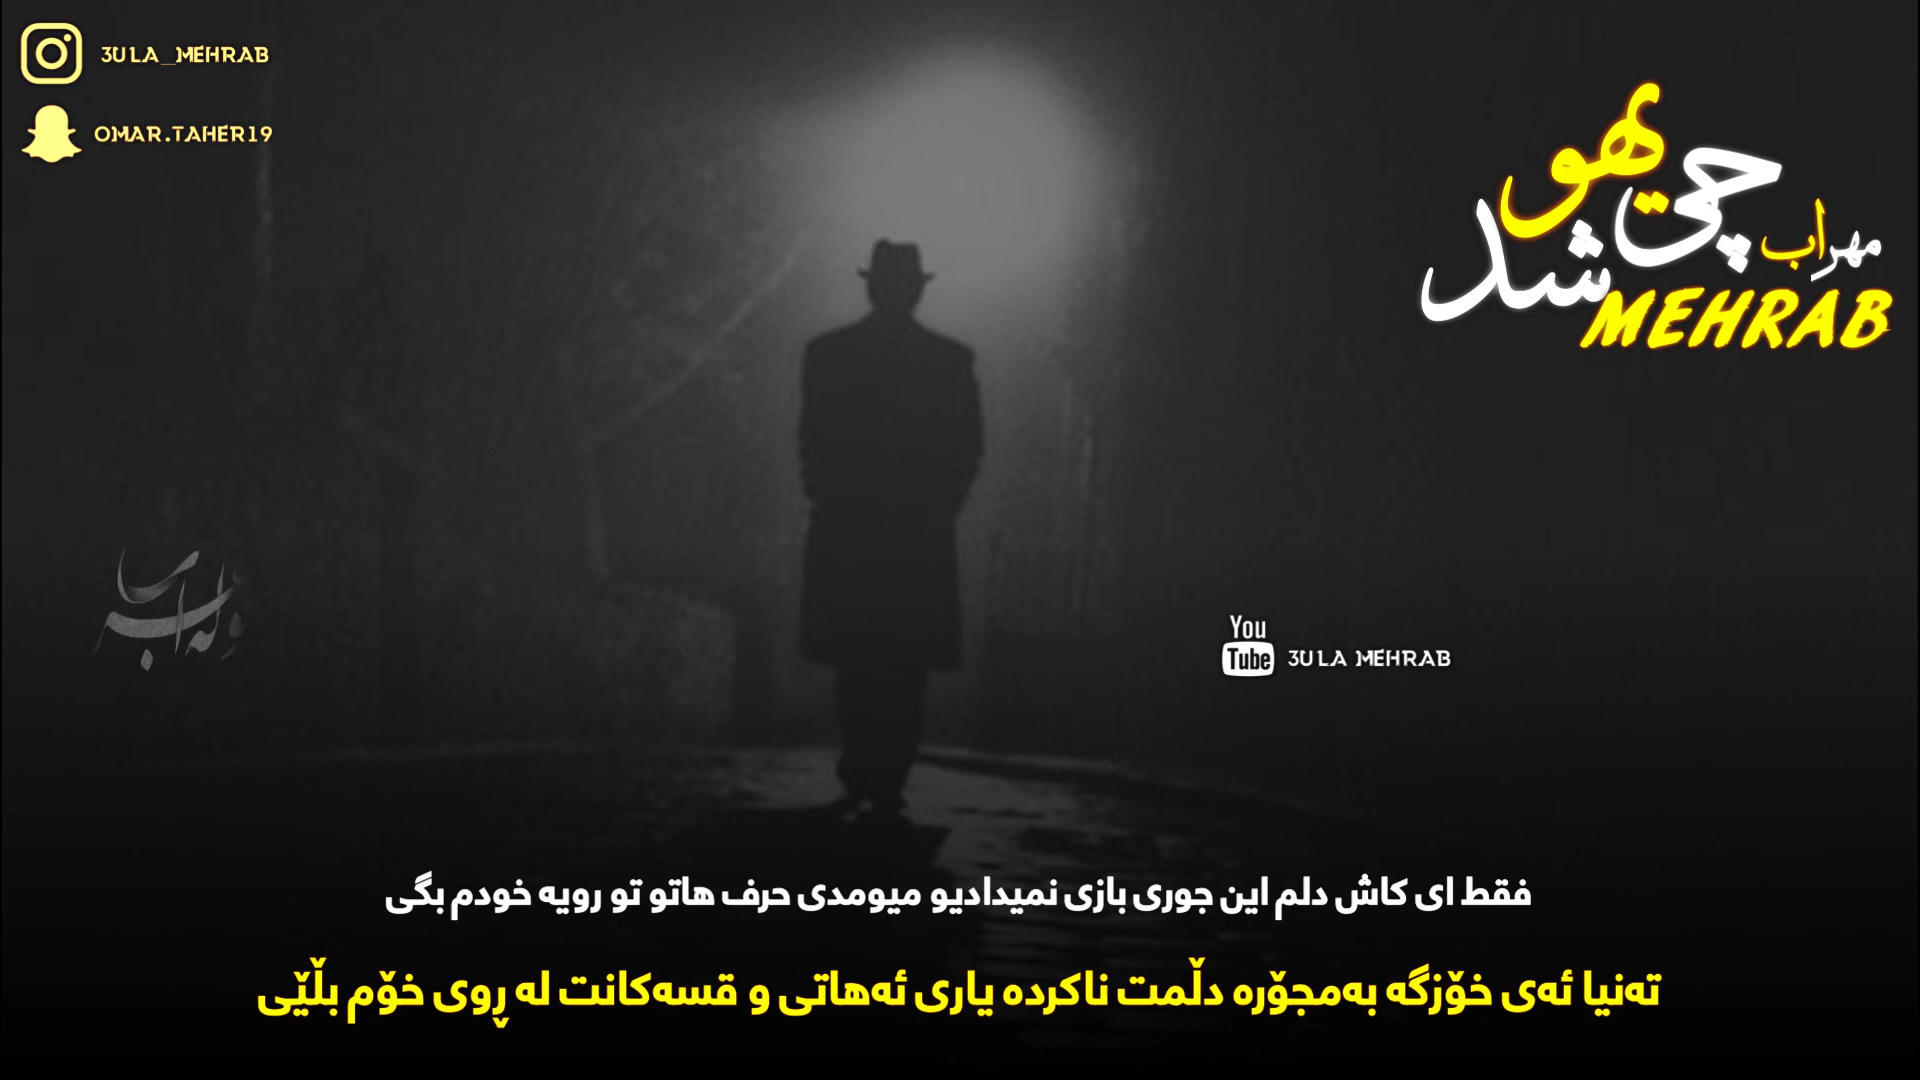 3ULA_MEHRAB
OMAR.TAHER19
چی یهو شد
مهراب
MEHRAB
You Tube 3ULA MEHRAB
فقط ای کاش دلم این جوری بازی نمیدادیو میومدی حرف هاتو تو رویه خودم بگی
تەنیا ئەی خۆزگە بەمجۆرە دڵمت ناکردە یاری ئەهاتی و قسەکانت لە ڕوی خۆم بڵێی